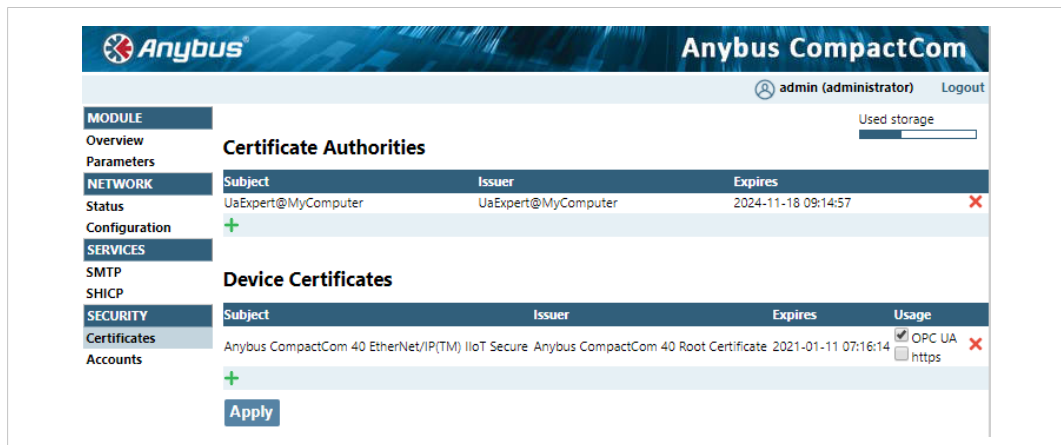 Anybus®
Anybus CompactCom
admin (administrator) Logout
MODULE
Overview
Parameters
NETWORK
Status
Configuration
SERVICES
SMTP
SHICP
SECURITY
Certificates
Accounts
Used storage
Certificate Authorities
Subject Issuer Expires
UaExpert@MyComputer UaExpert@MyComputer 2024-11-18 09:14:57
Device Certificates
Subject Issuer Expires Usage
Anybus CompactCom 40 EtherNet/IP(TM) IIoT Secure Anybus CompactCom 40 Root Certificate 2021-01-11 07:16:14 OPC UA
https
Apply